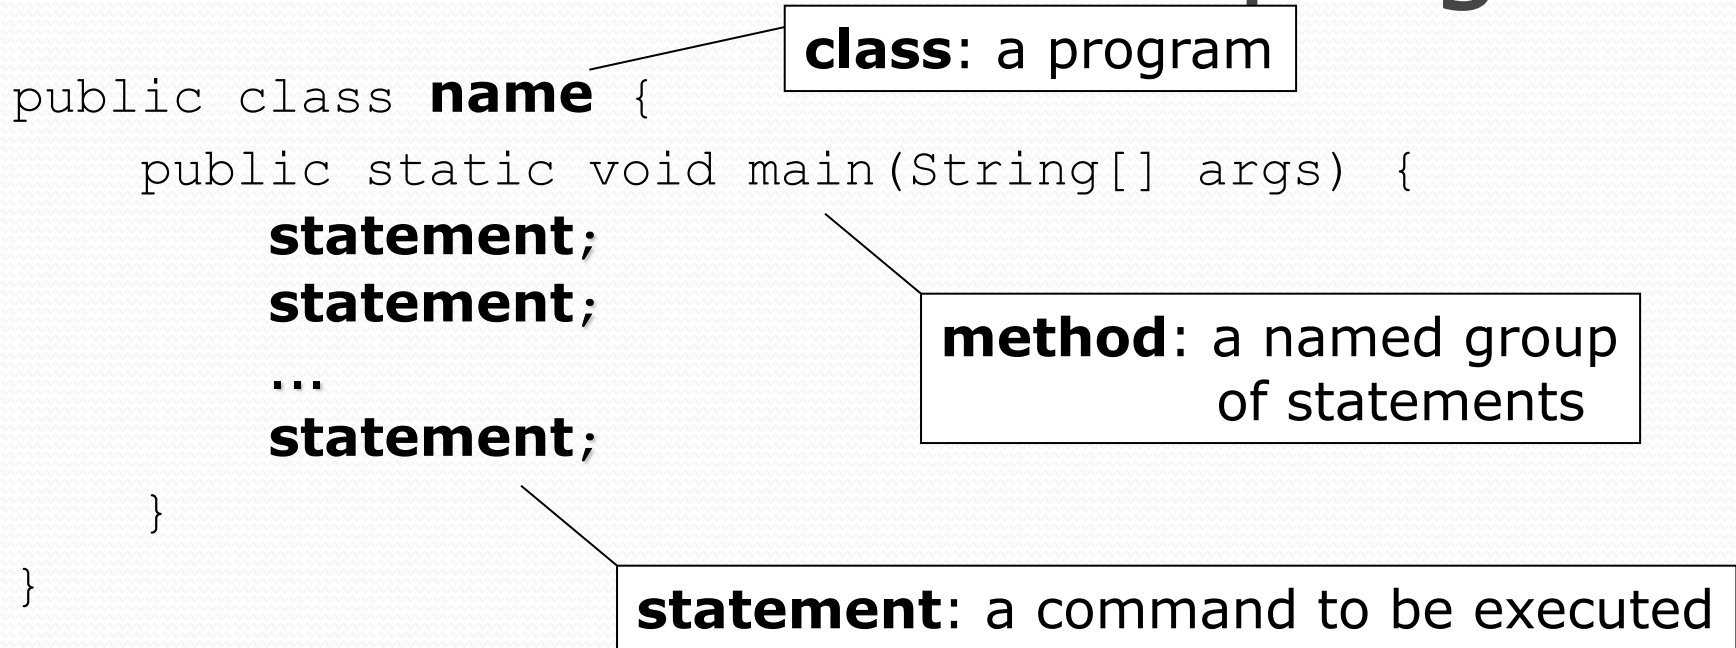 class: a program
public class name {
public static void main(String[] args) {
statement;
statement;
...
statement;
method: a named group
of statements
}
}
statement: a command to be executed